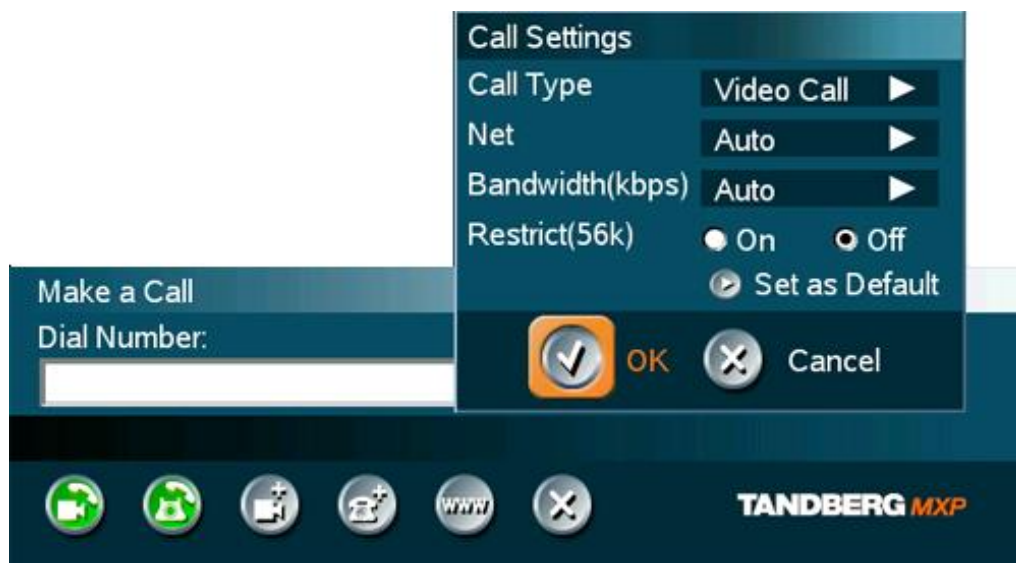 Call Settings
Call Type Video Call
Net Auto
Bandwidth(kbps) Auto
Restrict(56k) On Off
Set as Default
OK Cancel
Make a Call
Dial Number:
www
TANDBERG MXP